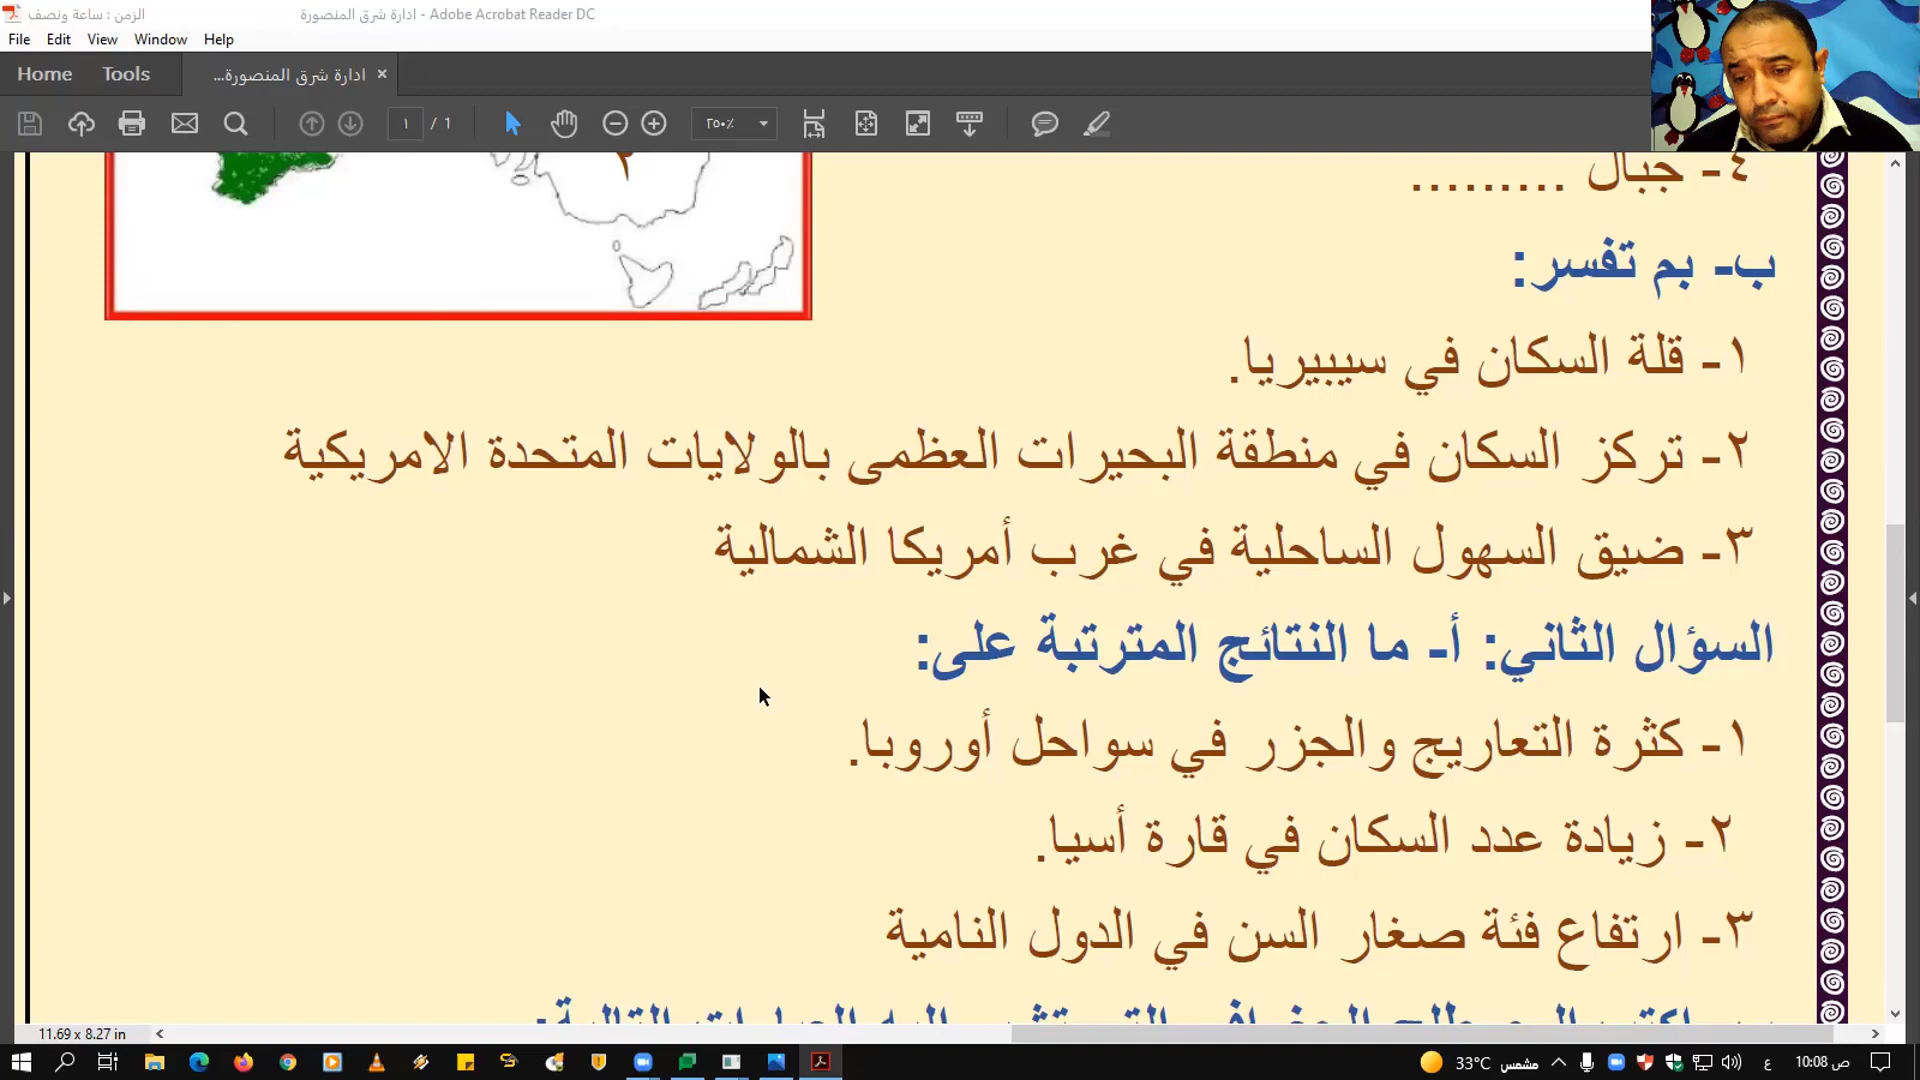 ادارة شرق المنصورة - Adobe Acrobat Reader DC الزمن : ساعة ونصف
File Edit View Window Help
Home Tools ادارة شرق المنصورة... ×
١ / 1 ٢٥٠٪
٢
٤- جبال .........
ب- بم تفسر:
١- قلة السكان في سيبيريا.
٢- تركز السكان في منطقة البحيرات العظمى بالولايات المتحدة الامريكية
٣- ضيق السهول الساحلية في غرب أمريكا الشمالية
السؤال الثاني: أ- ما النتائج المترتبة على:
١- كثرة التعاريج والجزر في سواحل أوروبا.
٢- زيادة عدد السكان في قارة أسيا.
٣- ارتفاع فئة صغار السن في الدول النامية
11.69 x 8.27 in
33°C مشمس ع 10:08 ص